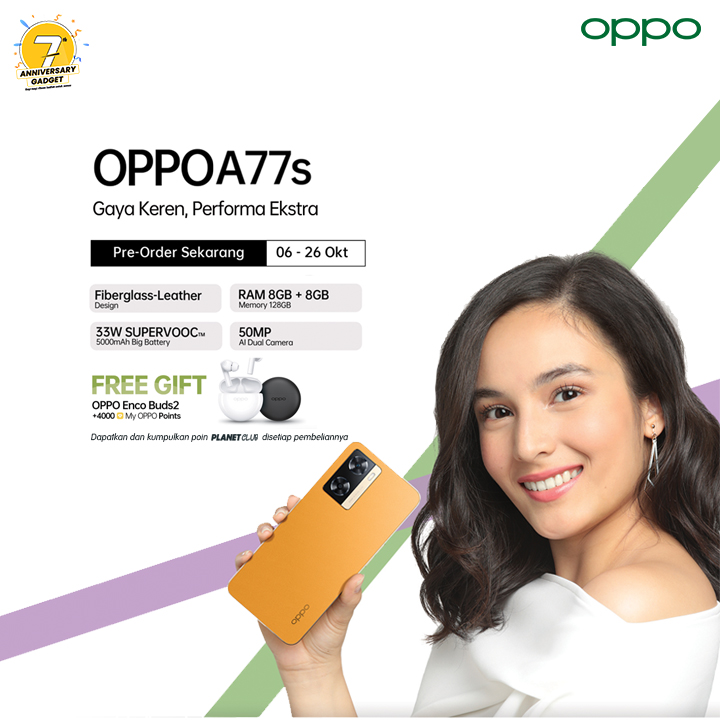 7th
ANNIVERSARY
GADGET
oppo
OPPO A77s
Gaya Keren, Performa Ekstra
Pre-Order Sekarang 06 - 26 Okt
Fiberglass-Leather
Design
RAM 8GB + 8GB
Memory 128GB
33W SUPERVOOC™
5000mAh Big Battery
50MP
AI Dual Camera
FREE GIFT
OPPO Enco Buds2
+4000 My OPPO Points
oppo
Dapatkan dan kumpulkan poin PLANETCLUB disetiap pembeliannya
oppo